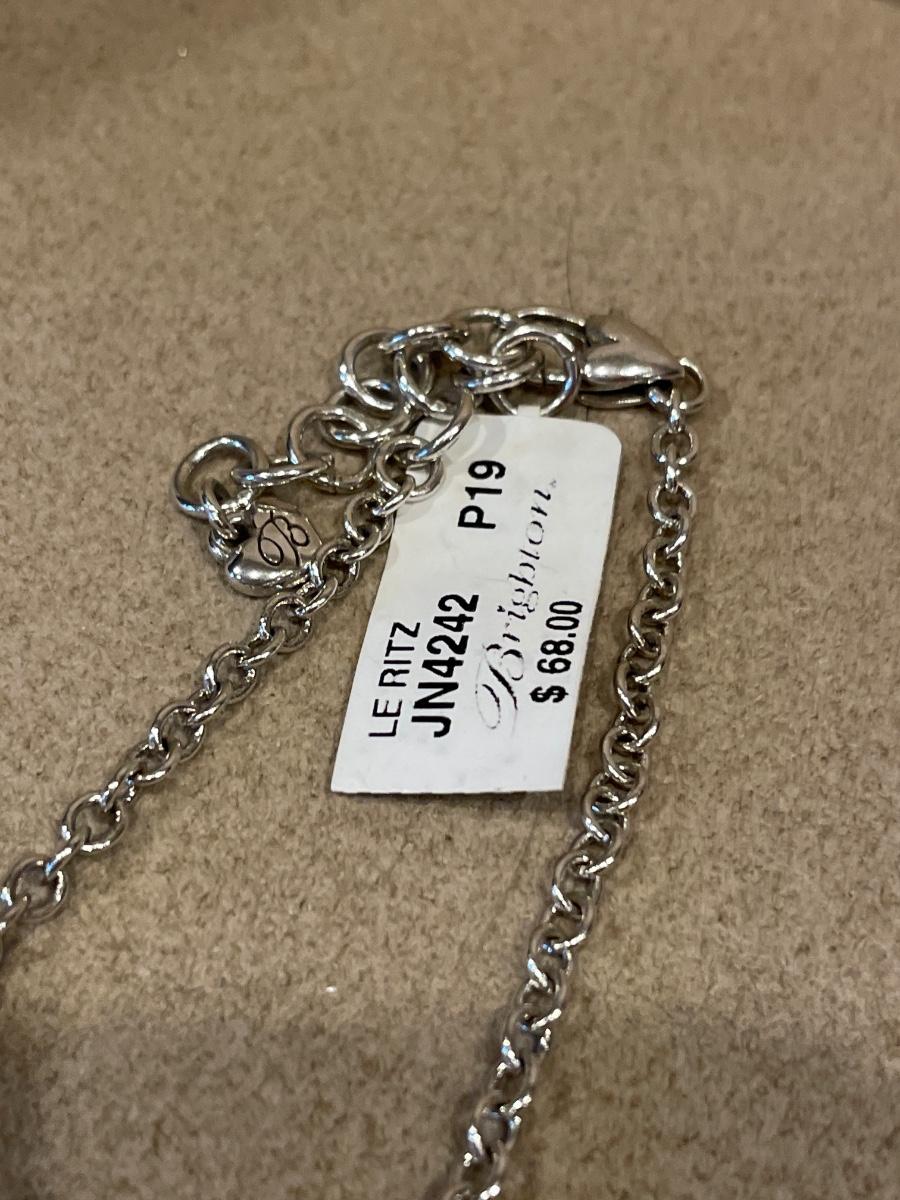 LE RITZ
JN4242 P19
Brighton
$ 68.00
B